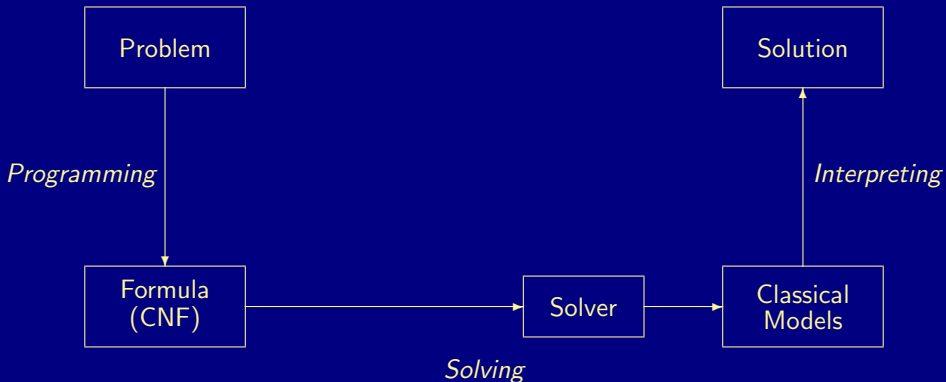 Problem
Solution
Programming
Interpreting
Formula
(CNF)
Solver
Classical
Models
Solving